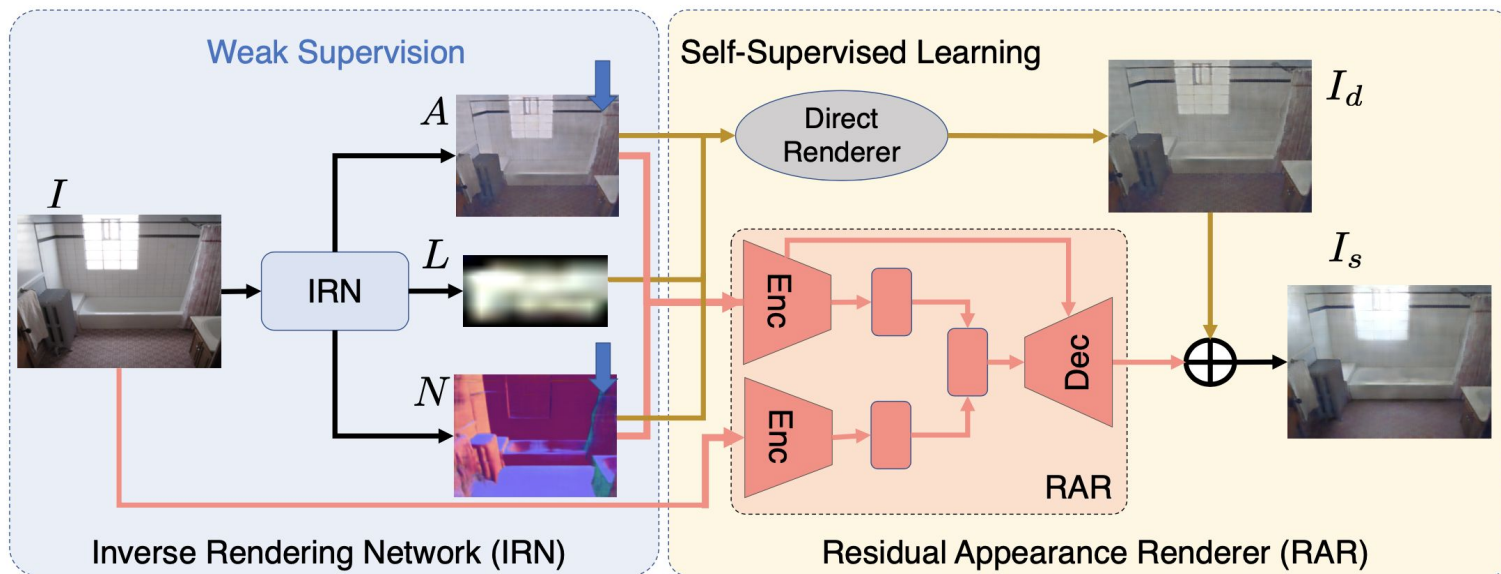 Weak Supervision
Self-Supervised Learning
A
Direct
Renderer
I_d
I
L
IRN
Enc
I_s
Dec
N
Enc
RAR
Inverse Rendering Network (IRN)
Residual Appearance Renderer (RAR)